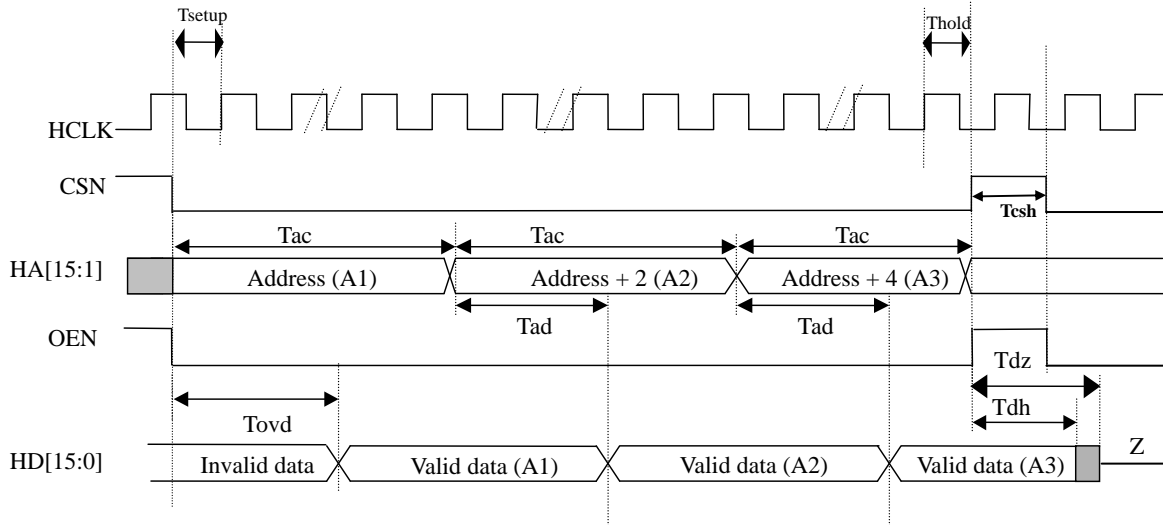 Tsetup
Thold
HCLK
CSN
Tcsh
Tac
Tac
Tac
HA[15:1]
Address (A1)
Address + 2 (A2)
Address + 4 (A3)
Tad
Tad
OEN
Tdz
Tdh
Tovd
HD[15:0]
Invalid data
Valid data (A1)
Valid data (A2)
Valid data (A3)
Z